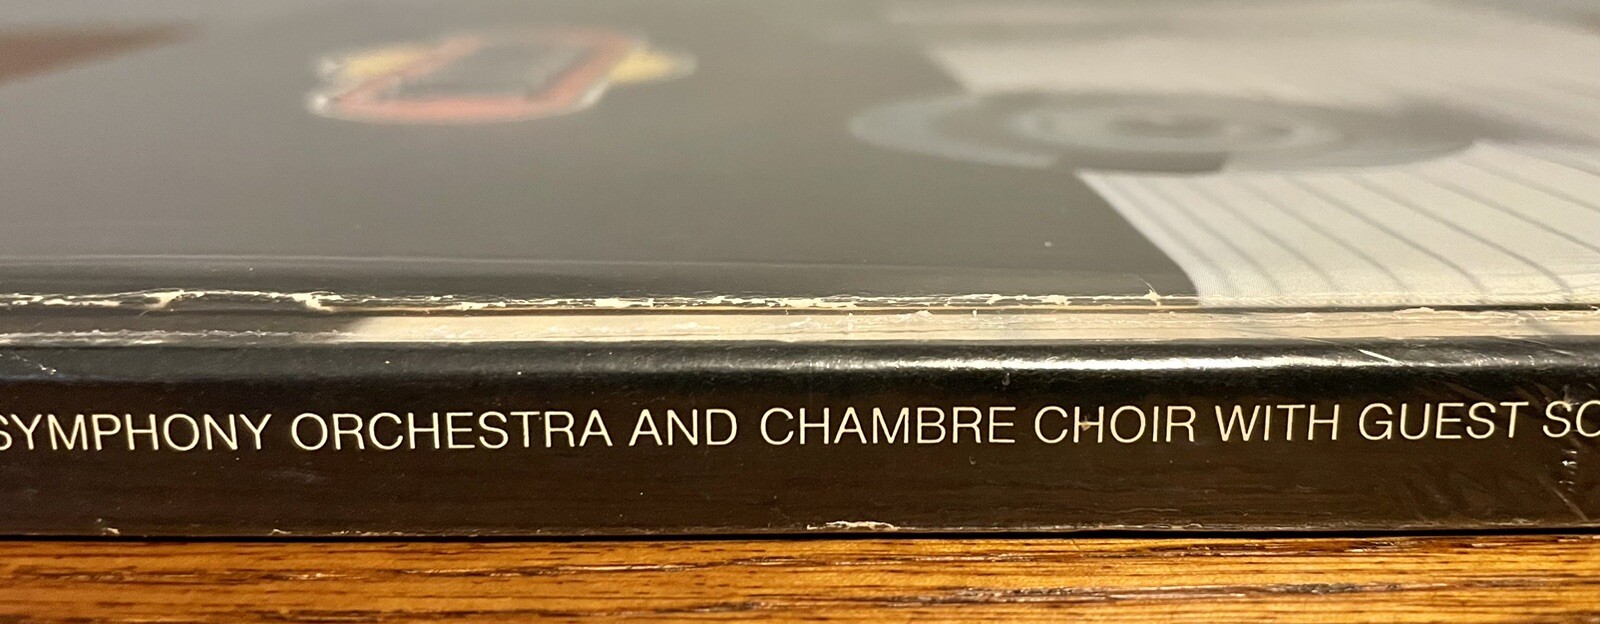 SYMPHONY ORCHESTRA AND CHAMBRE CHOIR WITH GUEST SO